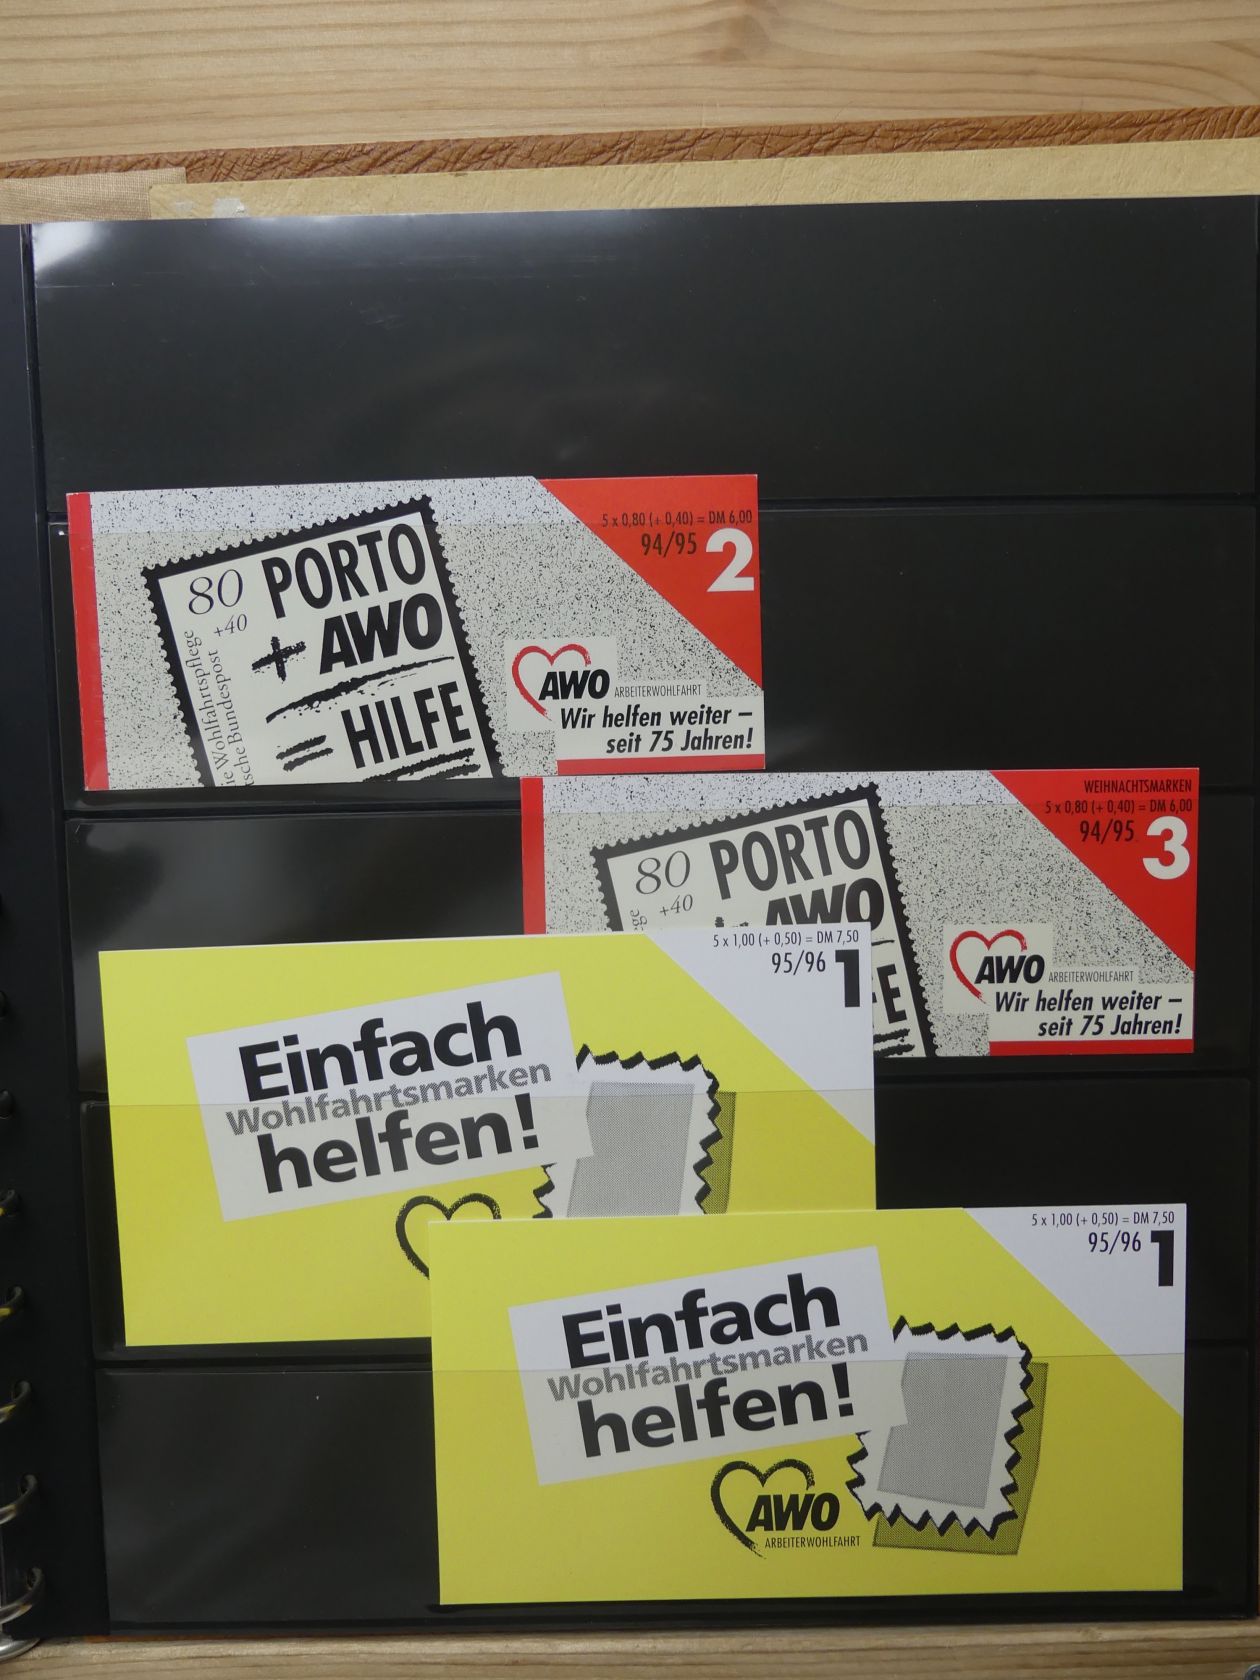 5 x 0,80 (+ 0,40) = DM 6,00
94/95 2
80
+40
PORTO
+ AWO
= HILFE
Wohlfahrtspflege
Bundespost
AWO ARBEITERWOHLFAHRT
Wir helfen weiter –
seit 75 Jahren!
WEIHNACHTSMARKEN
5 x 0,80 (+ 0,40) = DM 6,00
94/95 3
80
+40
PORTO
AWO
FE
AWO ARBEITERWOHLFAHRT
Wir helfen weiter –
seit 75 Jahren!
5 x 1,00 (+ 0,50) = DM 7,50
95/96 1
Einfach
Wohlfahrtsmarken
helfen!
5 x 1,00 (+ 0,50) = DM 7,50
95/96 1
Einfach
Wohlfahrtsmarken
helfen!
AWO
ARBEITERWOHLFAHRT